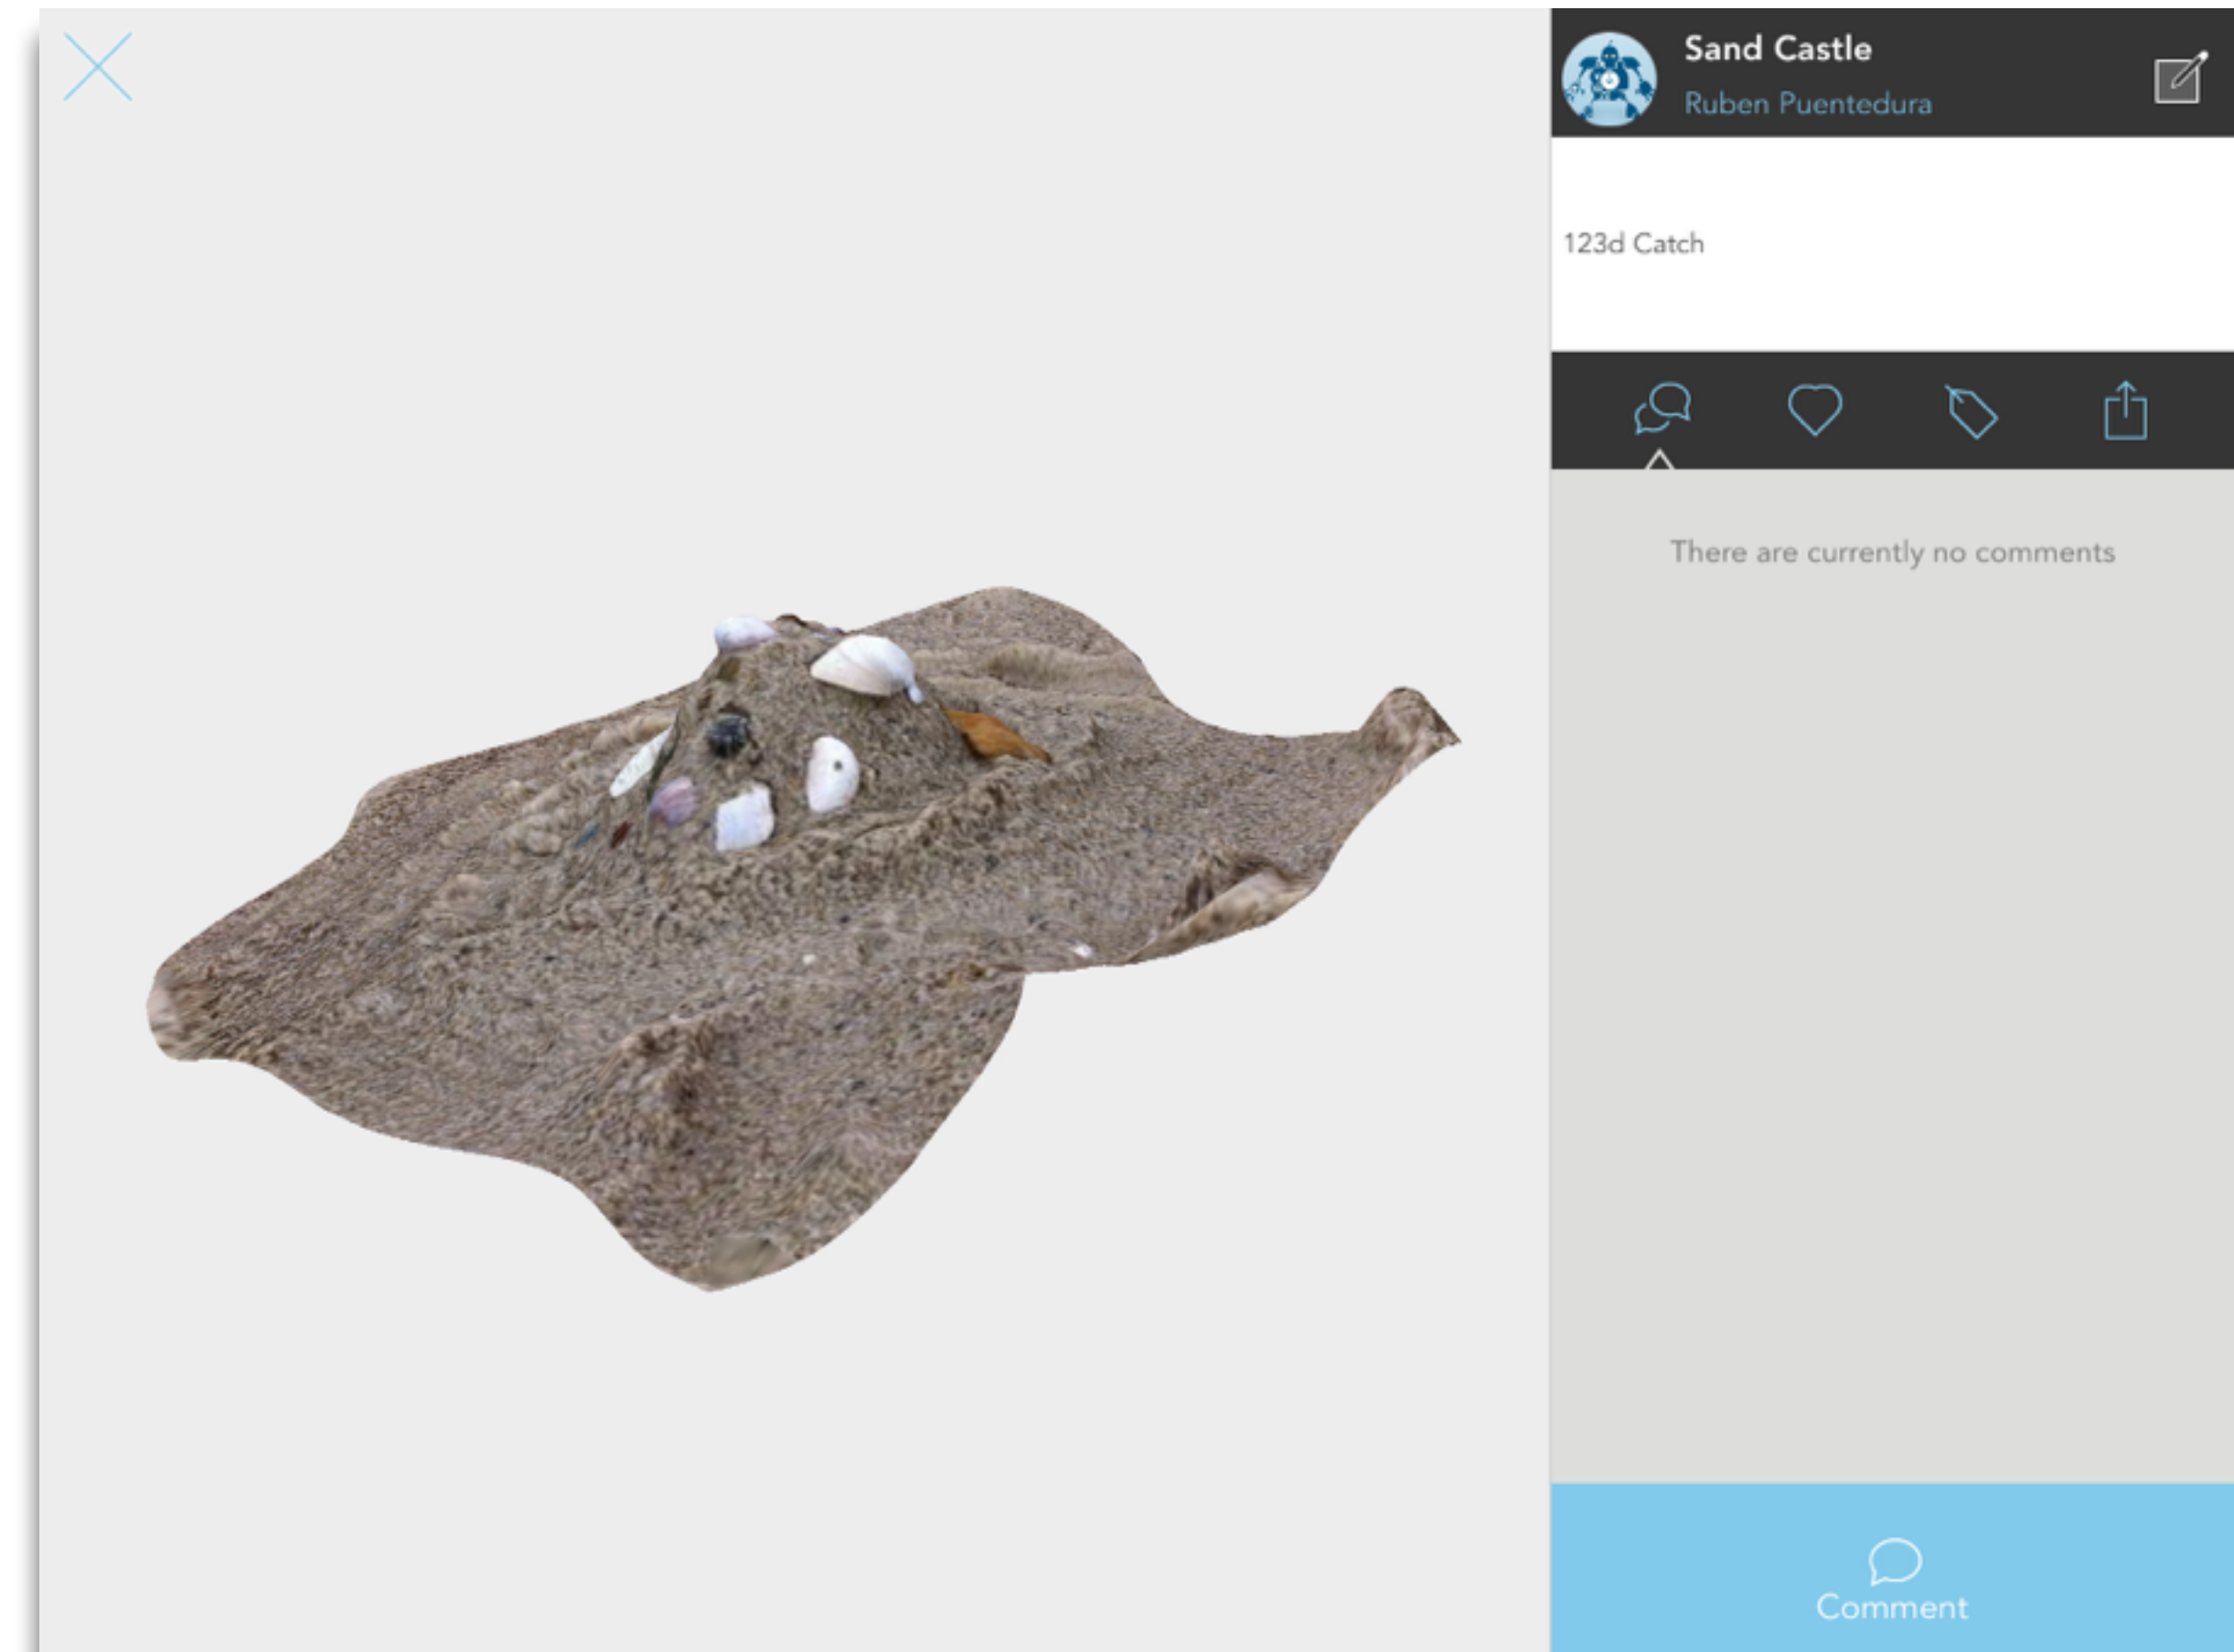 Sand Castle
Ruben Puentedura
123d Catch
There are currently no comments
Comment